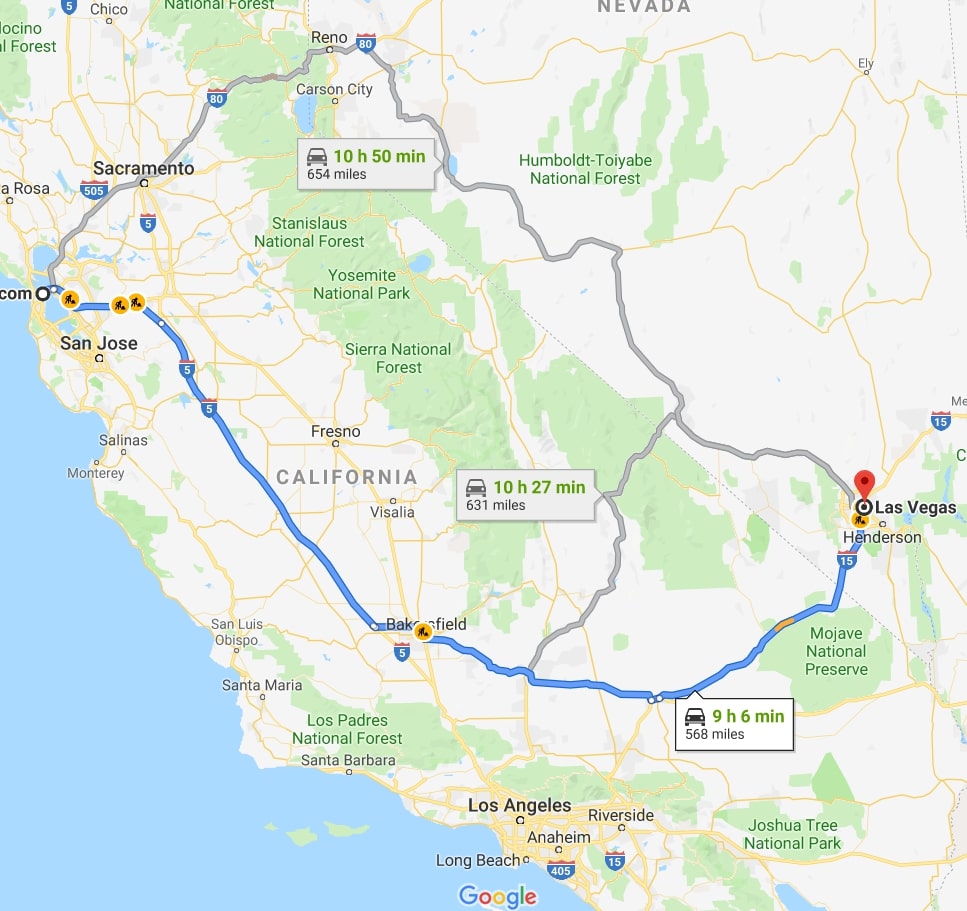 5
Chico
National Forest
NEVADA
Reno
80
Ely
Carson City
80
10 h 50 min
654 miles
Humboldt-Toiyabe
National Forest
Sacramento
505
a Rosa
5
Stanislaus
National Forest
Yosemite
National Park
com
San Jose
Sierra National
Forest
5
5
15
Fresno
Salinas
Monterey
CALIFORNIA
10 h 27 min
631 miles
Visalia
Las Vegas
Henderson
15
San Luis
Obispo
Bakersfield
5
Mojave
National
Preserve
Santa Maria
9 h 6 min
568 miles
Los Padres
National Forest
Santa Barbara
Los Angeles
Riverside
Anaheim
Joshua Tree
National Park
Long Beach
405
15
Google